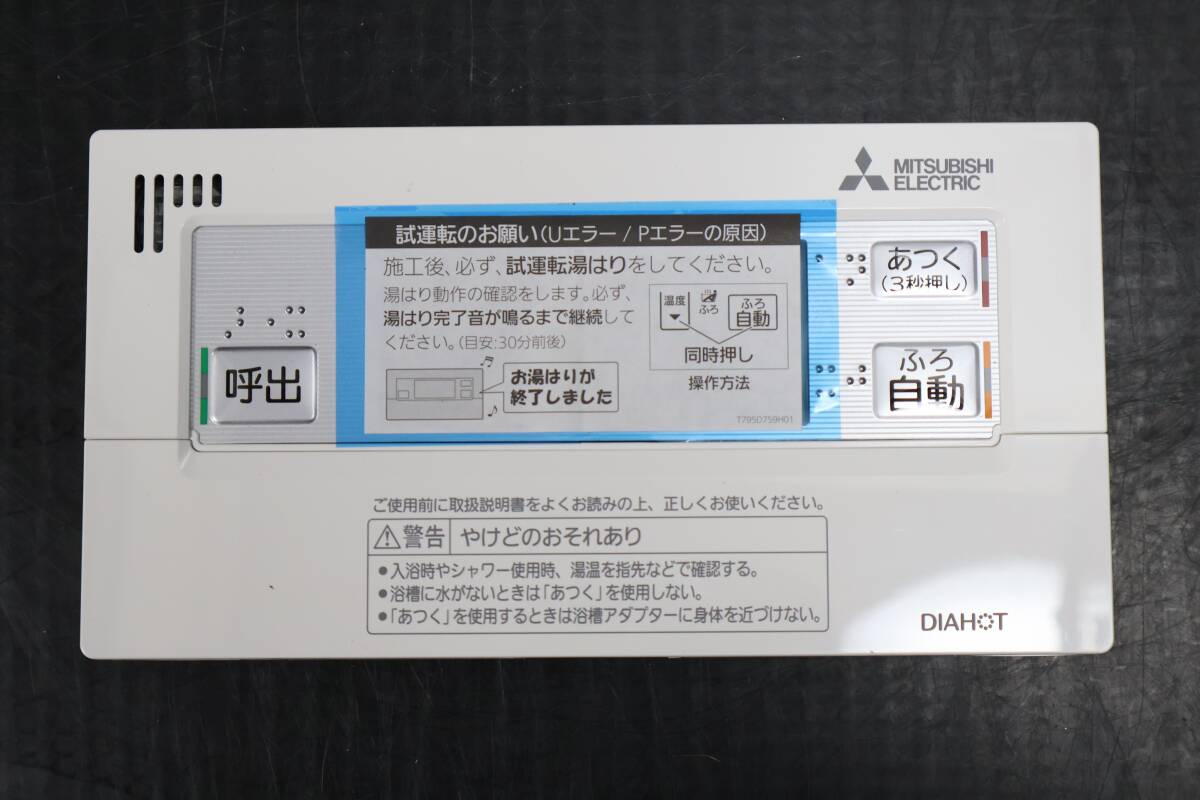 MITSUBISHI
ELECTRIC
試運転のお願い(Uエラー / Pエラーの原因)
施工後、必ず、試運転湯はりをしてください。
湯はり動作の確認をします。必ず、
湯はり完了音が鳴るまで継続して
ください。(目安:30分前後)
お湯はりが
終了しました
温度
ふろ
ふろ
自動
同時押し
操作方法
T795D759H01
あつく
(3秒押し)
呼出
ふろ
自動
ご使用前に取扱説明書をよくお読みの上、正しくお使いください。
警告 やけどのおそれあり
●入浴時やシャワー使用時、湯温を指先などで確認する。
●浴槽に水がないときは「あつく」を使用しない。
●「あつく」を使用するときは浴槽アダプターに身体を近づけない。
DIAHOT